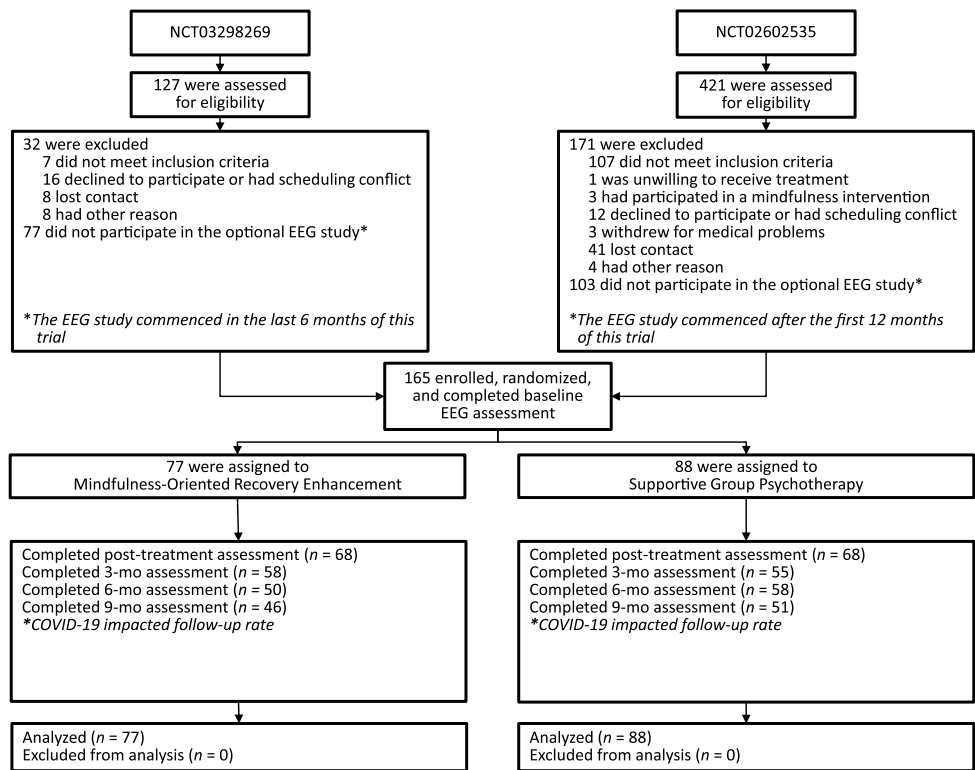 NCT03298269
127 were assessed
for eligibility
32 were excluded
7 did not meet inclusion criteria
16 declined to participate or had scheduling conflict
8 lost contact
8 had other reason
77 did not participate in the optional EEG study*
*The EEG study commenced in the last 6 months of this
trial
NCT02602535
421 were assessed
for eligibility
171 were excluded
107 did not meet inclusion criteria
1 was unwilling to receive treatment
3 had participated in a mindfulness intervention
12 declined to participate or had scheduling conflict
3 withdrew for medical problems
41 lost contact
4 had other reason
103 did not participate in the optional EEG study*
*The EEG study commenced after the first 12 months
of this trial
165 enrolled, randomized,
and completed baseline
EEG assessment
77 were assigned to
Mindfulness-Oriented Recovery Enhancement
Completed post-treatment assessment (n = 68)
Completed 3-mo assessment (n = 58)
Completed 6-mo assessment (n = 50)
Completed 9-mo assessment (n = 46)
*COVID-19 impacted follow-up rate
Analyzed (n = 77)
Excluded from analysis (n = 0)
88 were assigned to
Supportive Group Psychotherapy
Completed post-treatment assessment (n = 68)
Completed 3-mo assessment (n = 55)
Completed 6-mo assessment (n = 58)
Completed 9-mo assessment (n = 51)
*COVID-19 impacted follow-up rate
Analyzed (n = 88)
Excluded from analysis (n = 0)